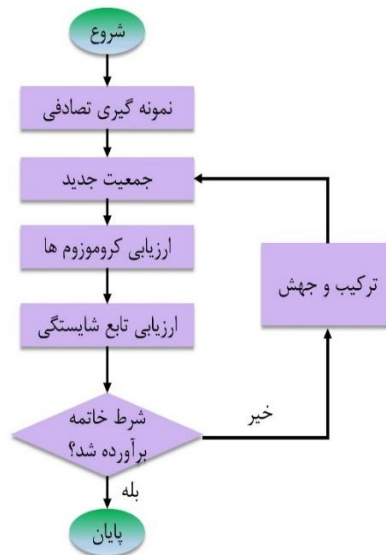 شروع
نمونه گیری تصادفی
جمعیت جدید
ارزیابی کروموزوم ها
ترکیب و جهش
ارزیابی تابع شایستگی
شرط خاتمه
برآورده شد؟
خیر
بله
پایان